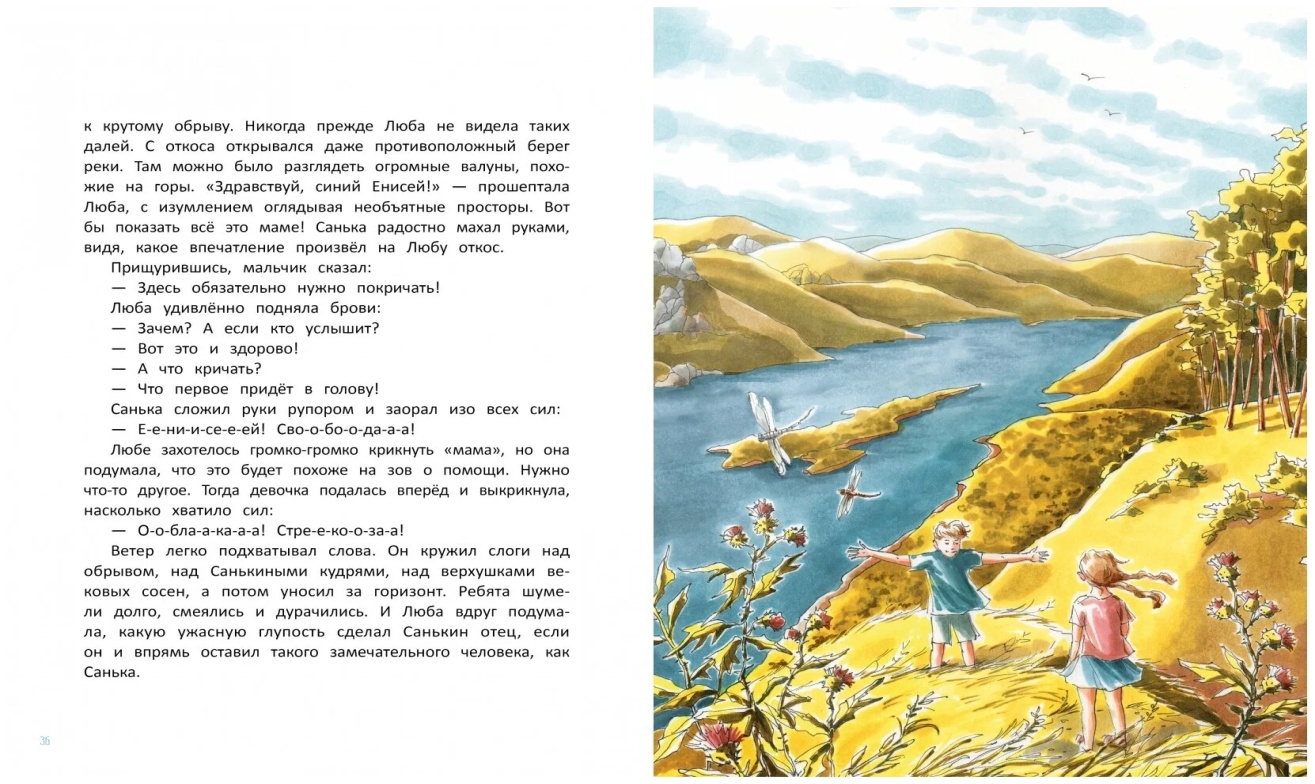 к крутому обрыву. Никогда прежде Люба не видела таких
далей. С откоса открывался даже противоположный берег
реки. Там можно было разглядеть огромные валуны, похо-
жие на горы. «Здравствуй, синий Енисей!» — прошептала
Люба, с изумлением оглядывая необъятные просторы. Вот
бы показать всё это маме! Санька радостно махал руками,
видя, какое впечатление произвёл на Любу откос.
Прищурившись, мальчик сказал:
— Здесь обязательно нужно покричать!
Люба удивлённо подняла брови:
— Зачем? А если кто услышит?
— Вот это и здорово!
— А что кричать?
— Что первое придёт в голову!
Санька сложил руки рупором и заорал изо всех сил:
— Е-е-ни-и-се-е-ей! Сво-о-бо-о-да-а-а!
Любе захотелось громко-громко крикнуть «мама», но она
подумала, что это будет похоже на зов о помощи. Нужно
что-то другое. Тогда девочка подалась вперёд и выкрикнула,
насколько хватило сил:
— О-о-бла-а-ка-а-а! Стре-е-ко-о-за-а!
Ветер легко подхватывал слова. Он кружил слоги над
обрывом, над Санькиными кудрями, над верхушками ве-
ковых сосен, а потом уносил за горизонт. Ребята шуме-
ли долго, смеялись и дурачились. И Люба вдруг подума-
ла, какую ужасную глупость сделал Санькин отец, если
он и впрямь оставил такого замечательного человека, как
Санька.
36